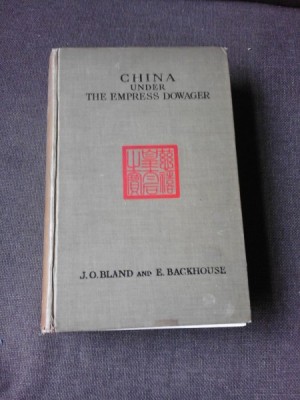 CHINA
UNDER
THE EMPRESS DOWAGER
J. O. BLAND AND E. BACKHOUSE